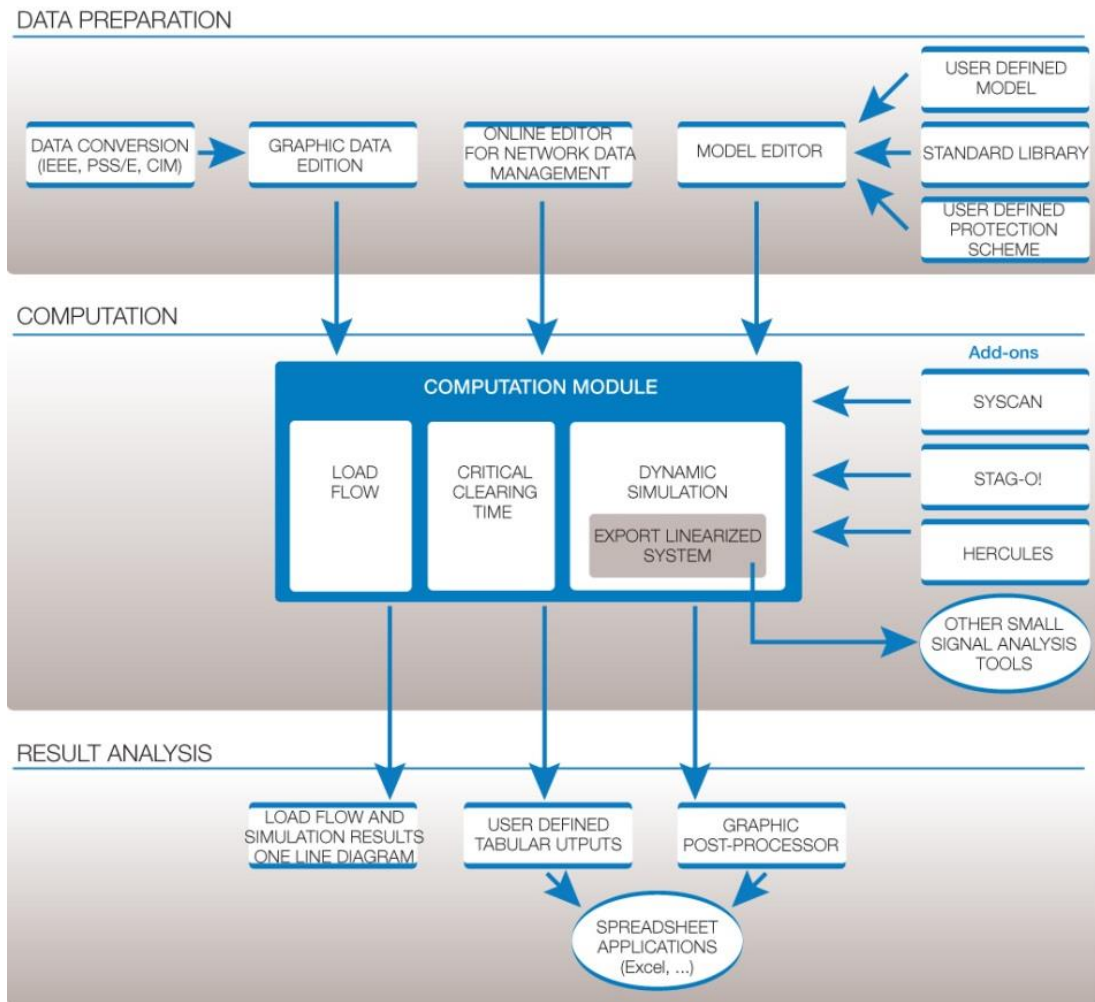 DATA PREPARATION
DATA CONVERSION
(IEEE, PSS/E, CIM)
GRAPHIC DATA
EDITION
ONLINE EDITOR
FOR NETWORK DATA
MANAGEMENT
MODEL EDITOR
USER DEFINED
MODEL
STANDARD LIBRARY
USER DEFINED
PROTECTION
SCHEME
COMPUTATION
COMPUTATION MODULE
LOAD
FLOW
CRITICAL
CLEARING
TIME
DYNAMIC
SIMULATION
EXPORT LINEARIZED
SYSTEM
Add-ons
SYSCAN
STAG-O!
HERCULES
OTHER SMALL
SIGNAL ANALYSIS
TOOLS
RESULT ANALYSIS
LOAD FLOW AND
SIMULATION RESULTS
ONE LINE DIAGRAM
USER DEFINED
TABULAR UTPUTS
GRAPHIC
POST-PROCESSOR
SPREADSHEET
APPLICATIONS
(Excel, ...)